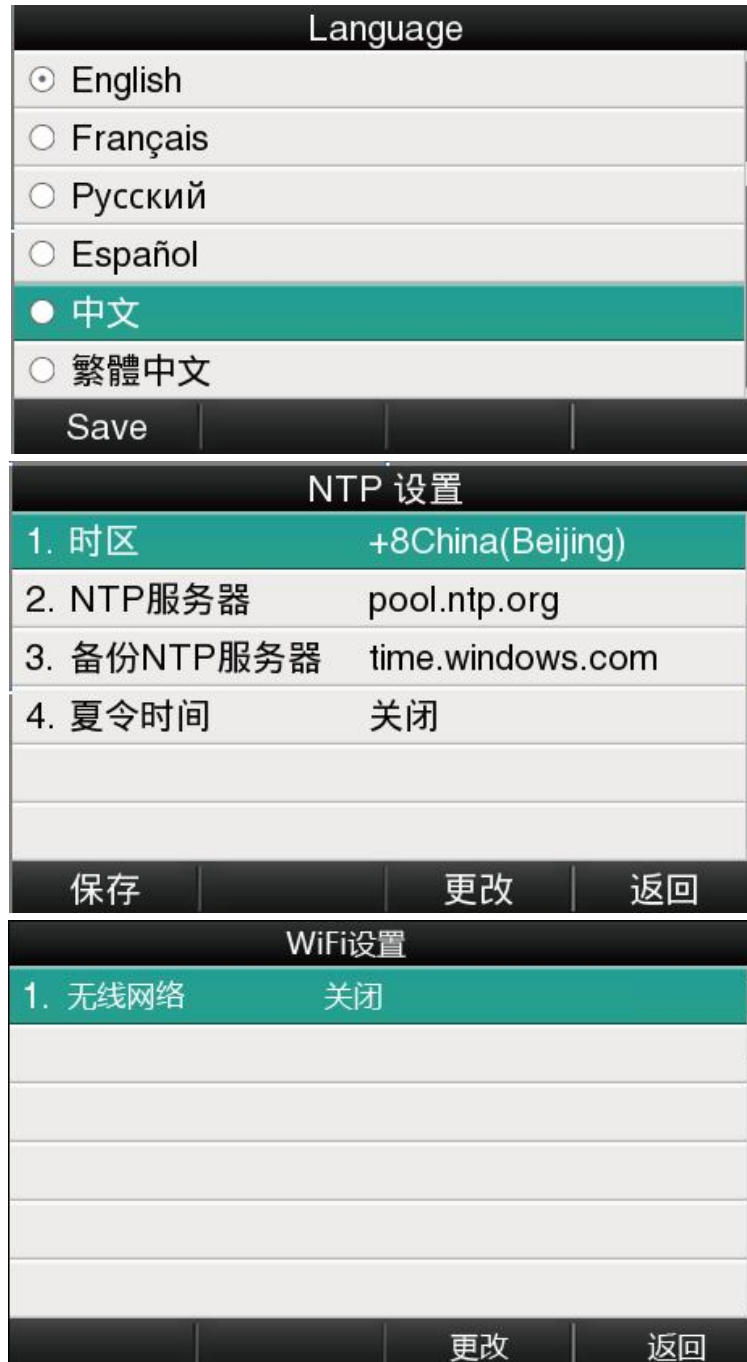 Language
English
Français
Русский
Español
中文
繁體中文
Save
NTP 设置
1. 时区 +8China(Beijing)
2. NTP服务器 pool.ntp.org
3. 备份NTP服务器 time.windows.com
4. 夏令时间 关闭
保存 更改 返回
WiFi设置
1. 无线网络 关闭
更改 返回